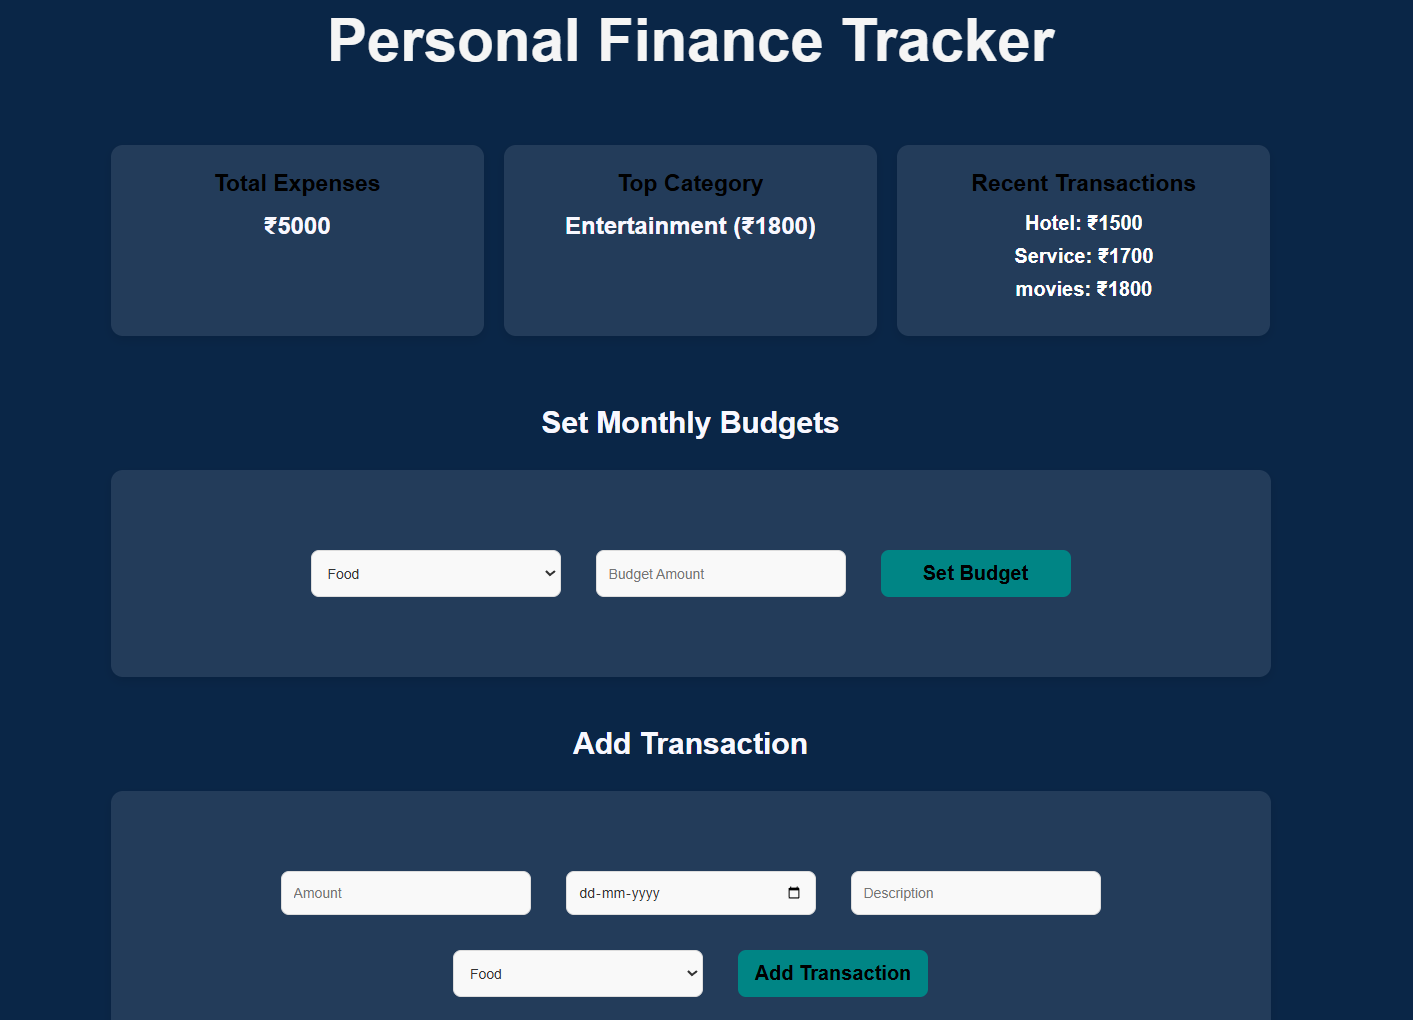 Personal Finance Tracker
Total Expenses
₹5000
Top Category
Entertainment (₹1800)
Recent Transactions
Hotel: ₹1500
Service: ₹1700
movies: ₹1800
Set Monthly Budgets
Food
Budget Amount
Set Budget
Add Transaction
Amount
dd-mm-yyyy
Description
Food
Add Transaction